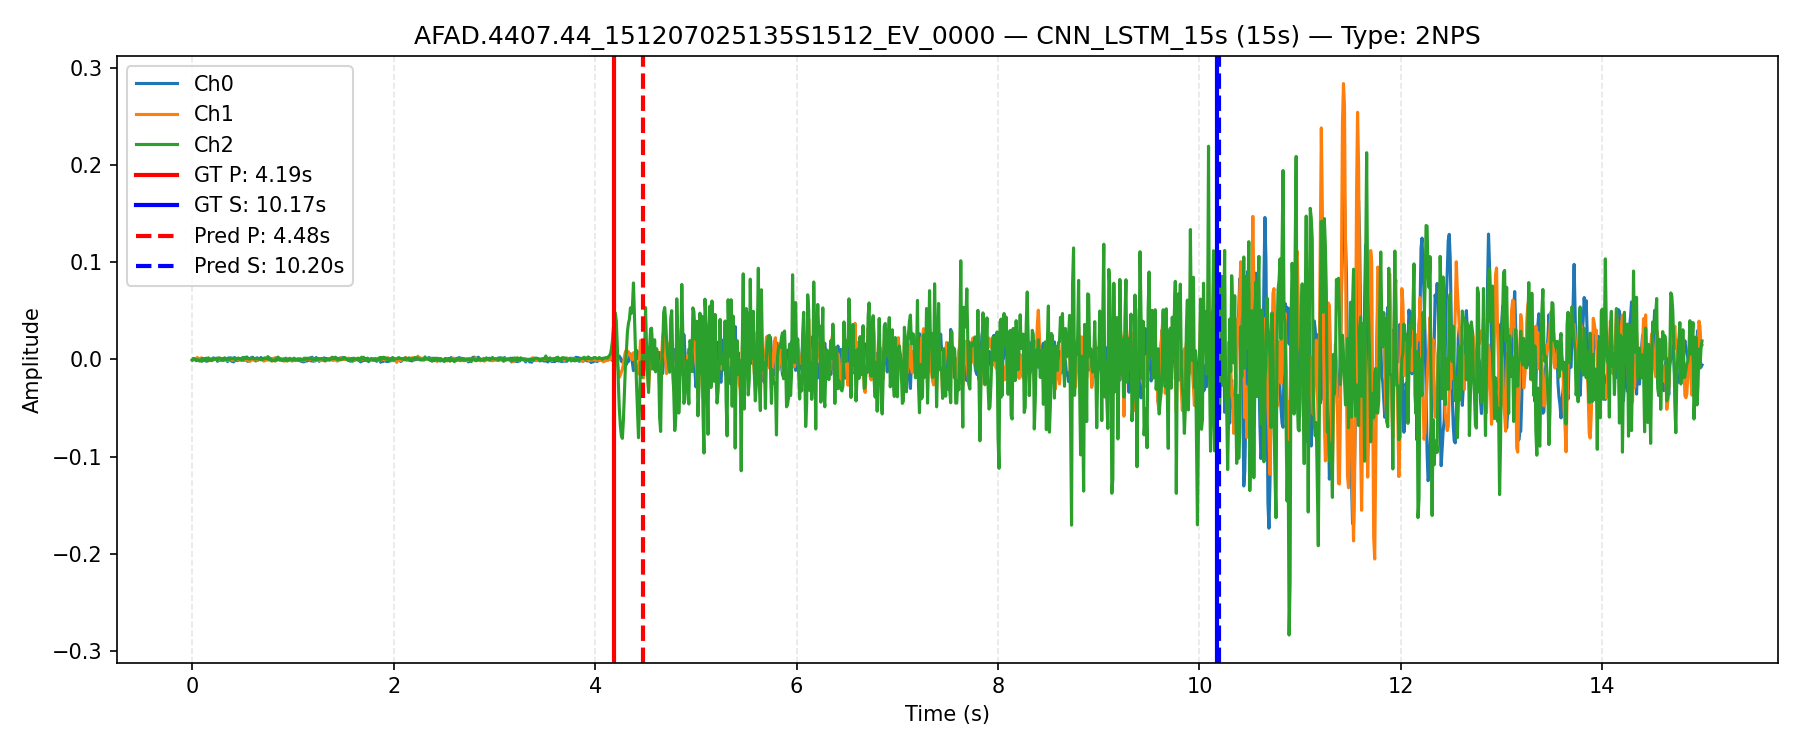 AFAD.4407.44_151207025135S1512_EV_0000 — CNN_LSTM_15s (15s) — Type: 2NPS
Ch0
Ch1
Ch2
GT P: 4.19s
GT S: 10.17s
Pred P: 4.48s
Pred S: 10.20s
0.3
0.2
0.1
0.0
−0.1
−0.2
−0.3
Amplitude
0 2 4 6 8 10 12 14
Time (s)